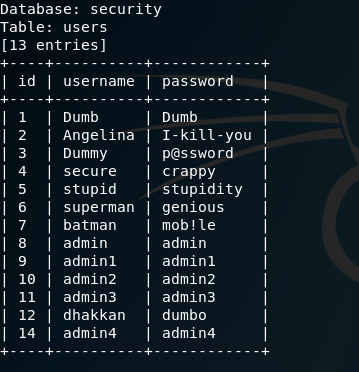 Database: security
Table: users
[13 entries]
+----+----------+------------+
| id | username | password   |
+----+----------+------------+
| 1  | Dumb     | Dumb       |
| 2  | Angelina | I-kill-you |
| 3  | Dummy    | p@ssword   |
| 4  | secure   | crappy     |
| 5  | stupid   | stupidity  |
| 6  | superman | genious    |
| 7  | batman   | mob!le     |
| 8  | admin    | admin      |
| 9  | admin1   | admin1     |
| 10 | admin2   | admin2     |
| 11 | admin3   | admin3     |
| 12 | dhakkan  | dumbo      |
| 14 | admin4   | admin4     |
+----+----------+------------+